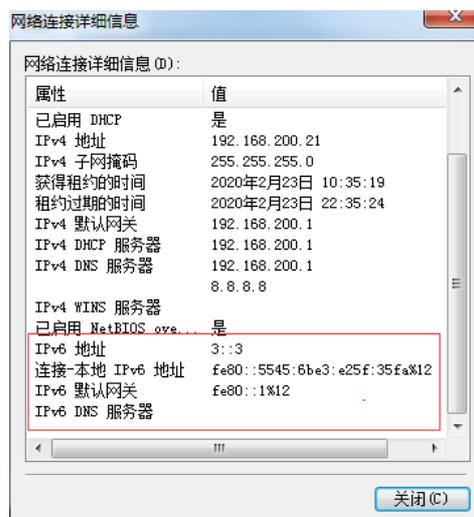 网络连接详细信息
网络连接详细信息(D):
属性 值
已启用 DHCP 是
IPv4 地址 192.168.200.21
IPv4 子网掩码 255.255.255.0
获得租约的时间 2020年2月23日 10:35:19
租约过期的时间 2020年2月23日 22:35:24
IPv4 默认网关 192.168.200.1
IPv4 DHCP 服务器 192.168.200.1
IPv4 DNS 服务器 192.168.200.1
8.8.8.8
IPv4 WINS 服务器
已启用 NetBIOS ove... 是
IPv6 地址 3::3
连接-本地 IPv6 地址 fe80::5545:6be3:e25f:35fa%12
IPv6 默认网关 fe80::1%12
IPv6 DNS 服务器
关闭(C)